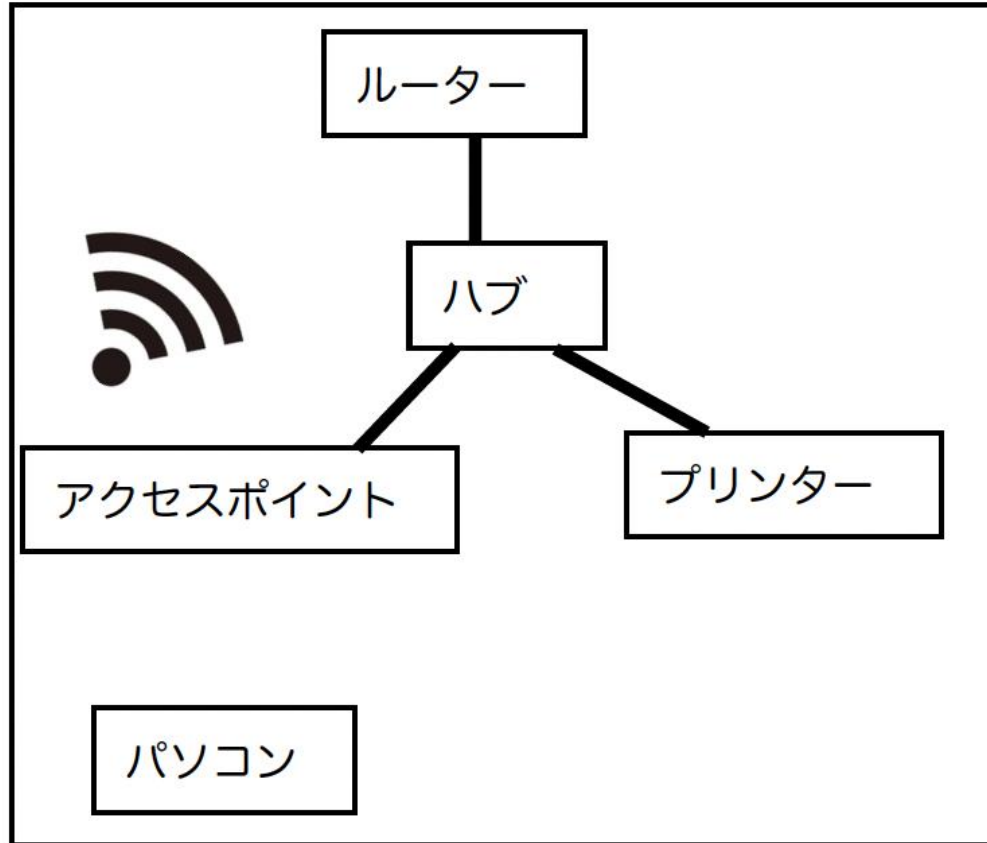 ルーター
ハブ
アクセスポイント
プリンター
パソコン